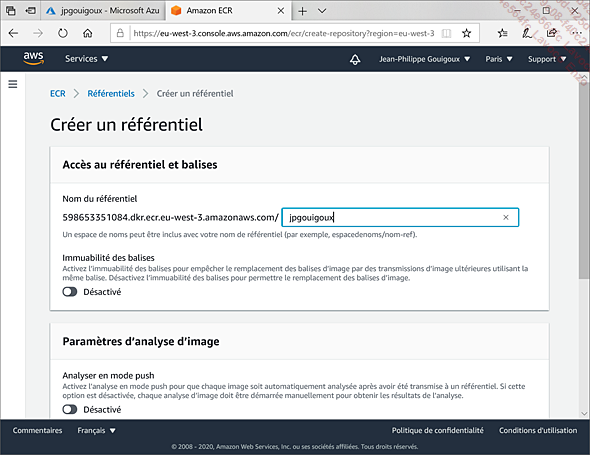 jpgouigoux - Microsoft Azu
Amazon ECR
https://eu-west-3.console.aws.amazon.com/ecr/create-repository?region=eu-west-3
aws
Services
Jean-Philippe Gouigoux
Paris
Support
ECR > Référentiels > Créer un référentiel
Créer un référentiel
Accès au référentiel et balises
Nom du référentiel
598653351084.dkr.ecr.eu-west-3.amazonaws.com/ jpgouigoux
Un espace de noms peut être inclus avec votre nom de référentiel (par exemple, espacedenoms/nom-ref).
Immuabilité des balises
Activez l'immuabilité des balises pour empêcher le remplacement des balises d'image par des transmissions d'image ultérieures utilisant la
même balise. Désactivez l'immuabilité des balises pour permettre le remplacement des balises d'image.
Désactivé
Paramètres d'analyse d'image
Analyser en mode push
Activez l'analyse en mode push pour que chaque image soit automatiquement analysée après avoir été transmise à un référentiel. Si cette
option est désactivée, chaque analyse d'image doit être démarrée manuellement pour obtenir les résultats de l'analyse.
Désactivé
Commentaires
Français
Politique de confidentialité
Conditions d'utilisation
© 2008 - 2020, Amazon Web Services, Inc. ou ses sociétés affiliées. Tous droits réservés.